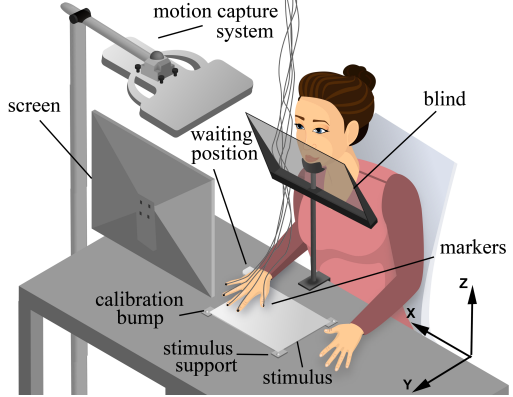 motion capture
system
screen
blind
waiting
position
markers
calibration
bump
stimulus
support
stimulus
Z
X
Y